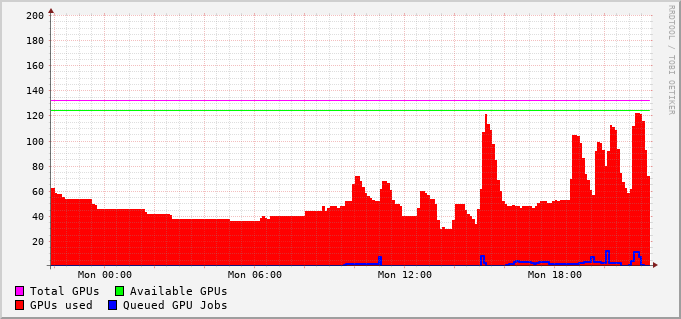 200
180
160
140
120
100
80
60
40
20
Mon 00:00 Mon 06:00 Mon 12:00 Mon 18:00
Total GPUs Available GPUs
GPUs used Queued GPU Jobs
RRDTOOL / TOBI OETIKER